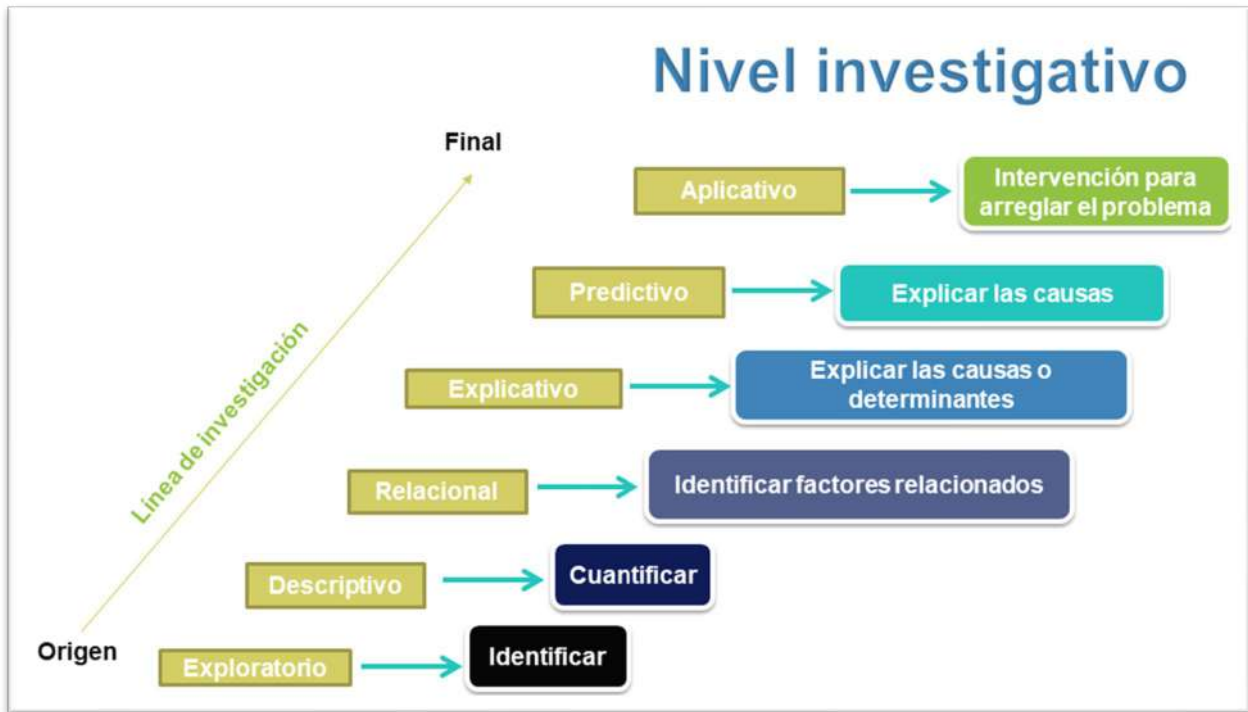 Nivel investigativo
Final
Aplicativo
Intervención para
arreglar el problema
Predictivo
Explicar las causas
Línea de investigación
Explicativo
Explicar las causas o
determinantes
Relacional
Identificar factores relacionados
Descriptivo
Cuantificar
Origen
Exploratorio
Identificar